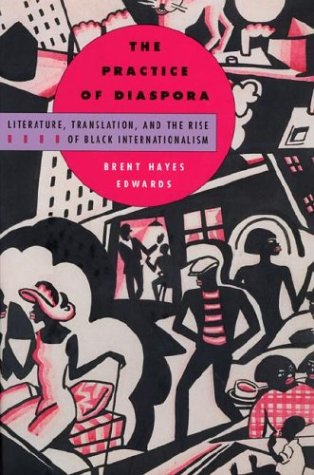 THE
PRACTICE
OF DIASPORA
LITERATURE, TRANSLATION, AND THE RISE
OF BLACK INTERNATIONALISM
BRENT HAYES
EDWARDS